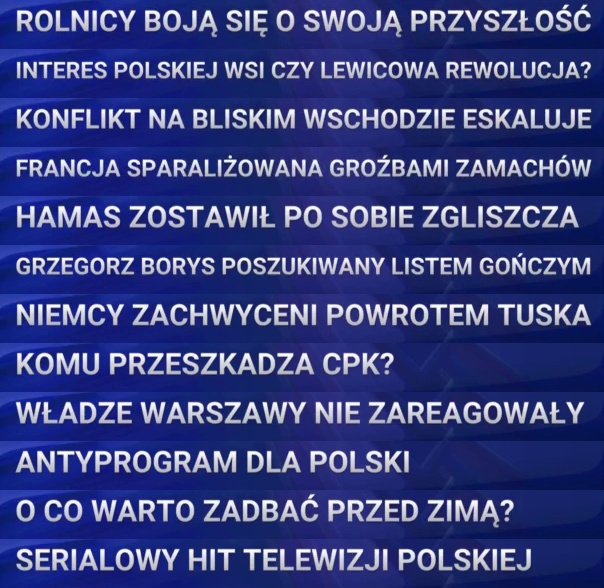 ROLNICY BOJĄ SIĘ O SWOJĄ PRZYSZŁOŚĆ
INTERES POLSKIEJ WSI CZY LEWICOWA REWOLUCJA?
KONFLIKT NA BLISKIM WSCHODZIE ESKALUJE
FRANCJA SPARALIŻOWANA GROŹBAMI ZAMACHÓW
HAMAS ZOSTAWIŁ PO SOBIE ZGLISZCZA
GRZEGORZ BORYS POSZUKIWANY LISTEM GOŃCZYM
NIEMCY ZACHWYCENI POWROTEM TUSKA
KOMU PRZESZKADZA CPK?
WŁADZE WARSZAWY NIE ZAREAGOWAŁY
ANTYPROGRAM DLA POLSKI
O CO WARTO ZADBAĆ PRZED ZIMĄ?
SERIALOWY HIT TELEWIZJI POLSKIEJ